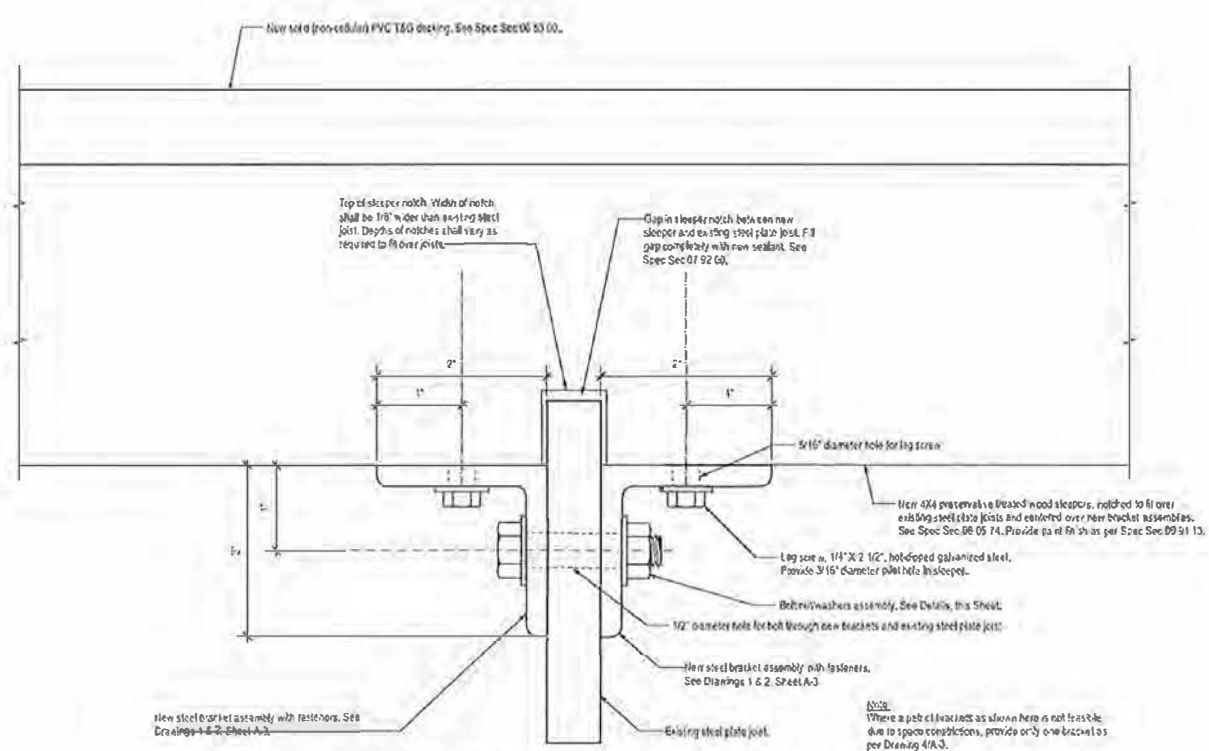 New solid (non-cellular) PVC T&G decking. See Spec Sec 06 53 00.
Top of sleeper notch. Width of notch
shall be 1/8" wider than existing steel
joist. Depths of notches shall vary as
required to fit over joists.
Gap in sleeper notch between new
sleeper and existing steel plate joist. Fill
gap completely with new sealant. See
Spec Sec 07 92 00.
2"
2"
1"
1"
5/16" diameter hole for lag screw
1"
2"
New 4X4 preservative treated wood sleepers, notched to fit over
existing steel plate joists and centered over new bracket assemblies.
See Spec Sec 06 05 74. Provide paint finish as per Spec Sec 09 91 13.
Lag screw, 1/4" X 2 1/2", hot-dipped galvanized steel.
Provide 3/16" diameter pilot hole in sleeper.
Bolt/nut/washers assembly. See Details, this Sheet.
1/2" diameter hole for bolt through new brackets and existing steel plate joist
New steel bracket assembly with fasteners.
See Drawings 1 & 2, Sheet A-3
New steel bracket assembly with fasteners. See
Drawings 1 & 2, Sheet A-3.
Existing steel plate joist.
Note
Where a pair of brackets as shown here is not feasible
due to space constrictions, provide only one bracket as
per Drawing 4/A-3.